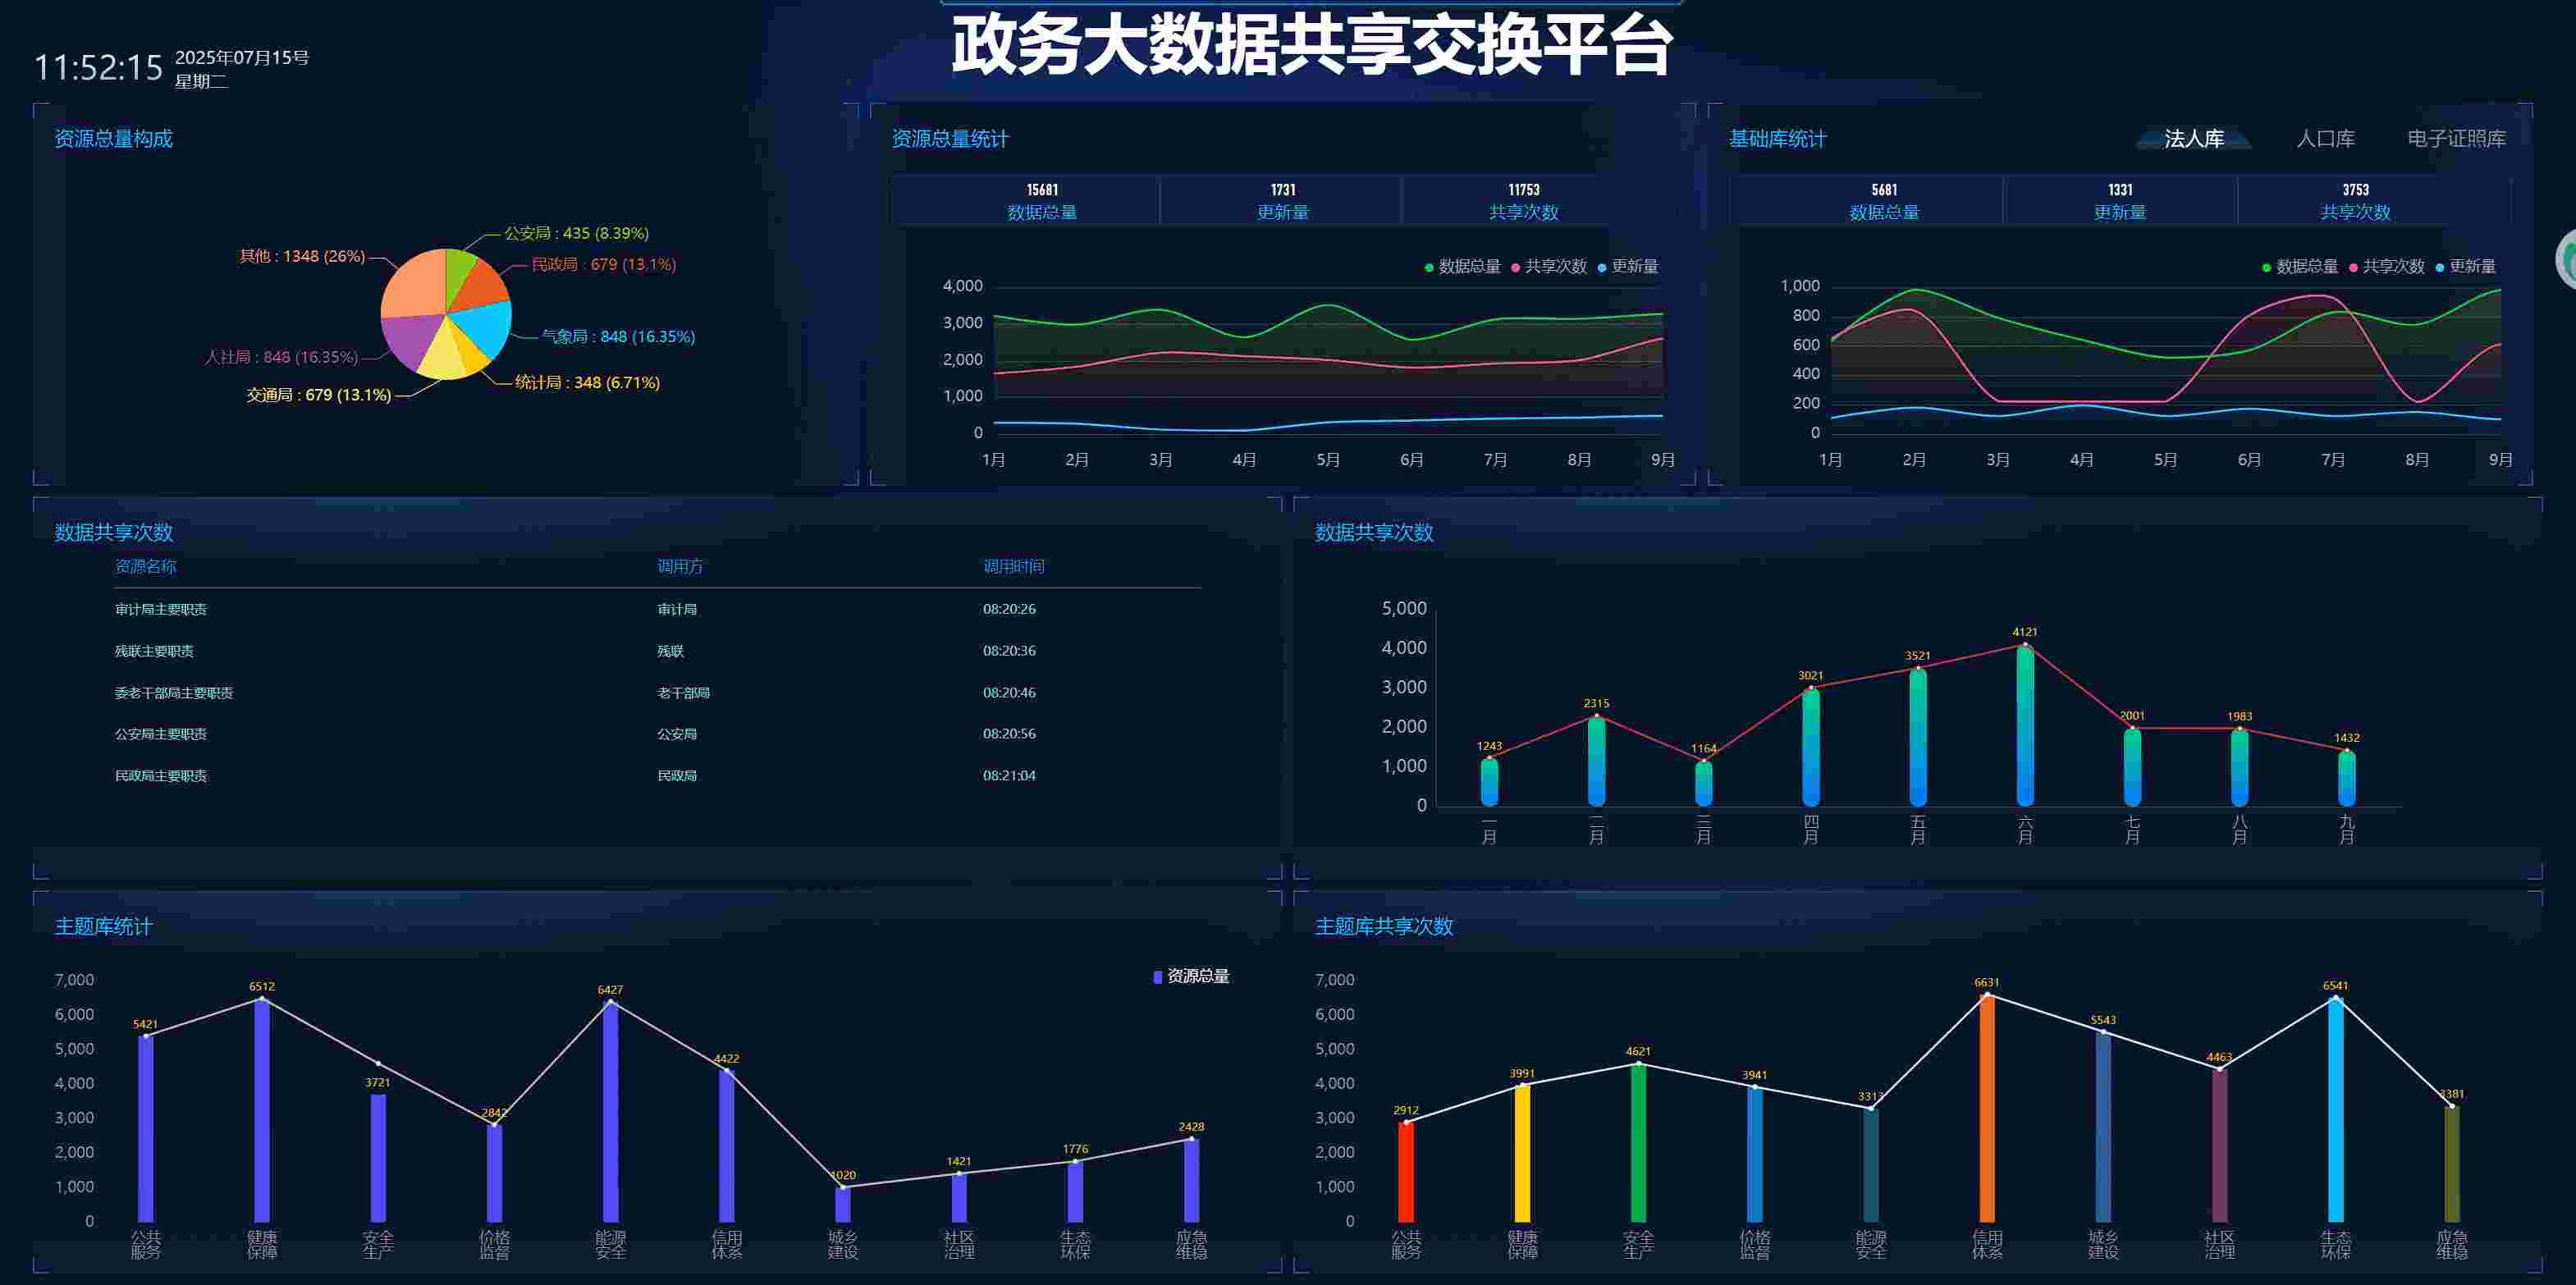 政务大数据共享交换平台
11:52:15
2025年07月15号
星期二
资源总量构成
公安局 : 435 (8.39%)
其他 : 1348 (26%)
民政局 : 679 (13.1%)
气象局 : 848 (16.35%)
人社局 : 848 (16.35%)
统计局 : 348 (6.71%)
交通局 : 679 (13.1%)
资源总量统计
15681 1731 11753
数据总量 更新量 共享次数
数据总量 共享次数 更新量
4,000
3,000
2,000
1,000
0
1月 2月 3月 4月 5月 6月 7月 8月 9月
基础库统计 法人库 人口库 电子证照库
5681 1331 3753
数据总量 更新量 共享次数
数据总量 共享次数 更新量
1,000
800
600
400
200
0
1月 2月 3月 4月 5月 6月 7月 8月 9月
数据共享次数
资源名称 调用方 调用时间
审计局主要职责 审计局 08:20:26
残联主要职责 残联 08:20:36
委老干部局主要职责 老干部局 08:20:46
公安局主要职责 公安局 08:20:56
民政局主要职责 民政局 08:21:04
数据共享次数
5,000
4,000
3,000
2,000
1,000
0
1243 2315 1164 3021 3521 4121 2001 1983 1432
一月 二月 三月 四月 五月 六月 七月 八月 九月
主题库统计
资源总量
7,000
6,000
5,000
4,000
3,000
2,000
1,000
0
5421 6512 3721 2842 6427 4422 1020 1421 1776 2428
公共 健康 安全 价格 能源 信用 城乡 社区 生态 应急
服务 保障 生产 监督 安全 体系 建设 治理 环保 维稳
主题库共享次数
7,000
6,000
5,000
4,000
3,000
2,000
1,000
0
2912 3991 4621 3941 3313 6631 5543 4463 6541 3381
公共 健康 安全 价格 能源 信用 城乡 社区 生态 应急
服务 保障 生产 监督 安全 体系 建设 治理 环保 维稳